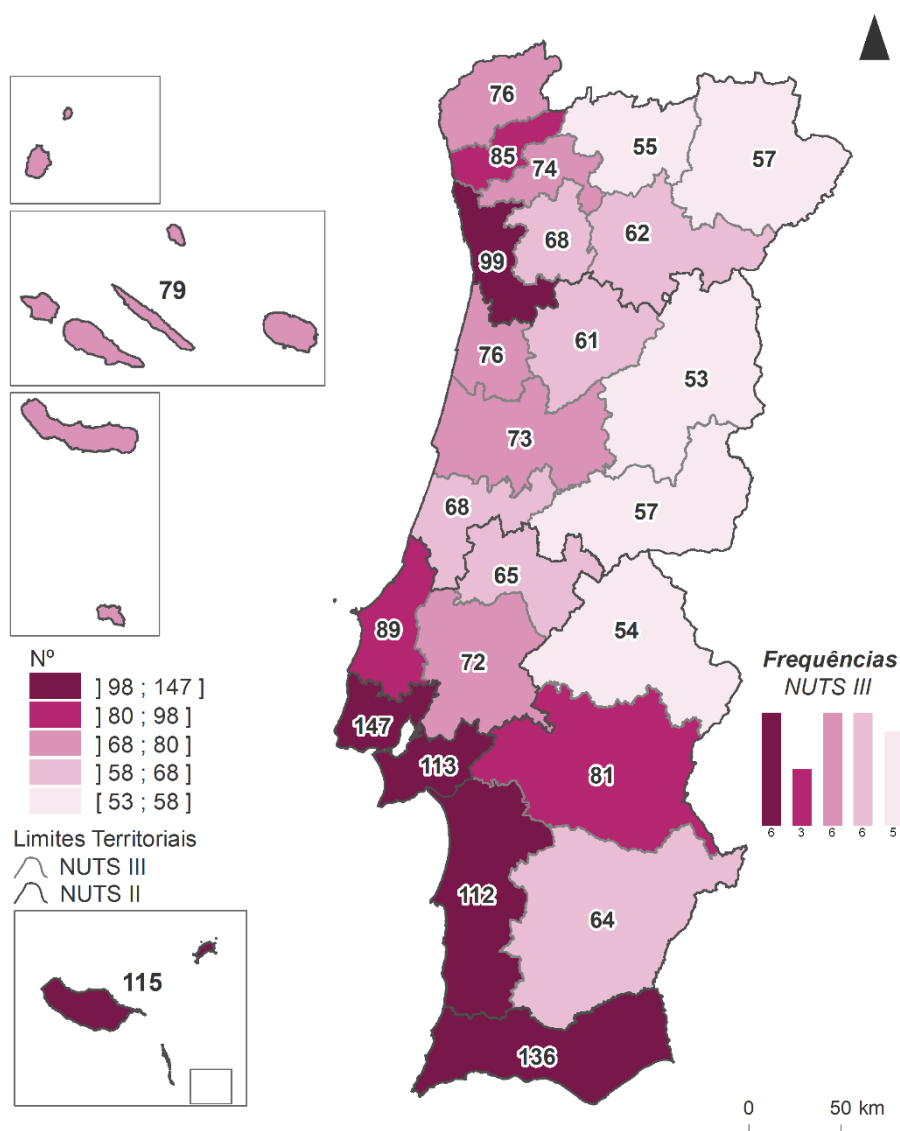 76
85
74
55
57
99
68
62
79
76
61
53
73
68
57
65
89
72
54
147
113
81
112
64
136
115
Nº
] 98 ; 147 ]
] 80 ; 98 ]
] 68 ; 80 ]
] 58 ; 68 ]
[ 53 ; 58 ]
Limites Territoriais
NUTS III
NUTS II
Frequências
NUTS III
6 3 6 6 5
0 50 km